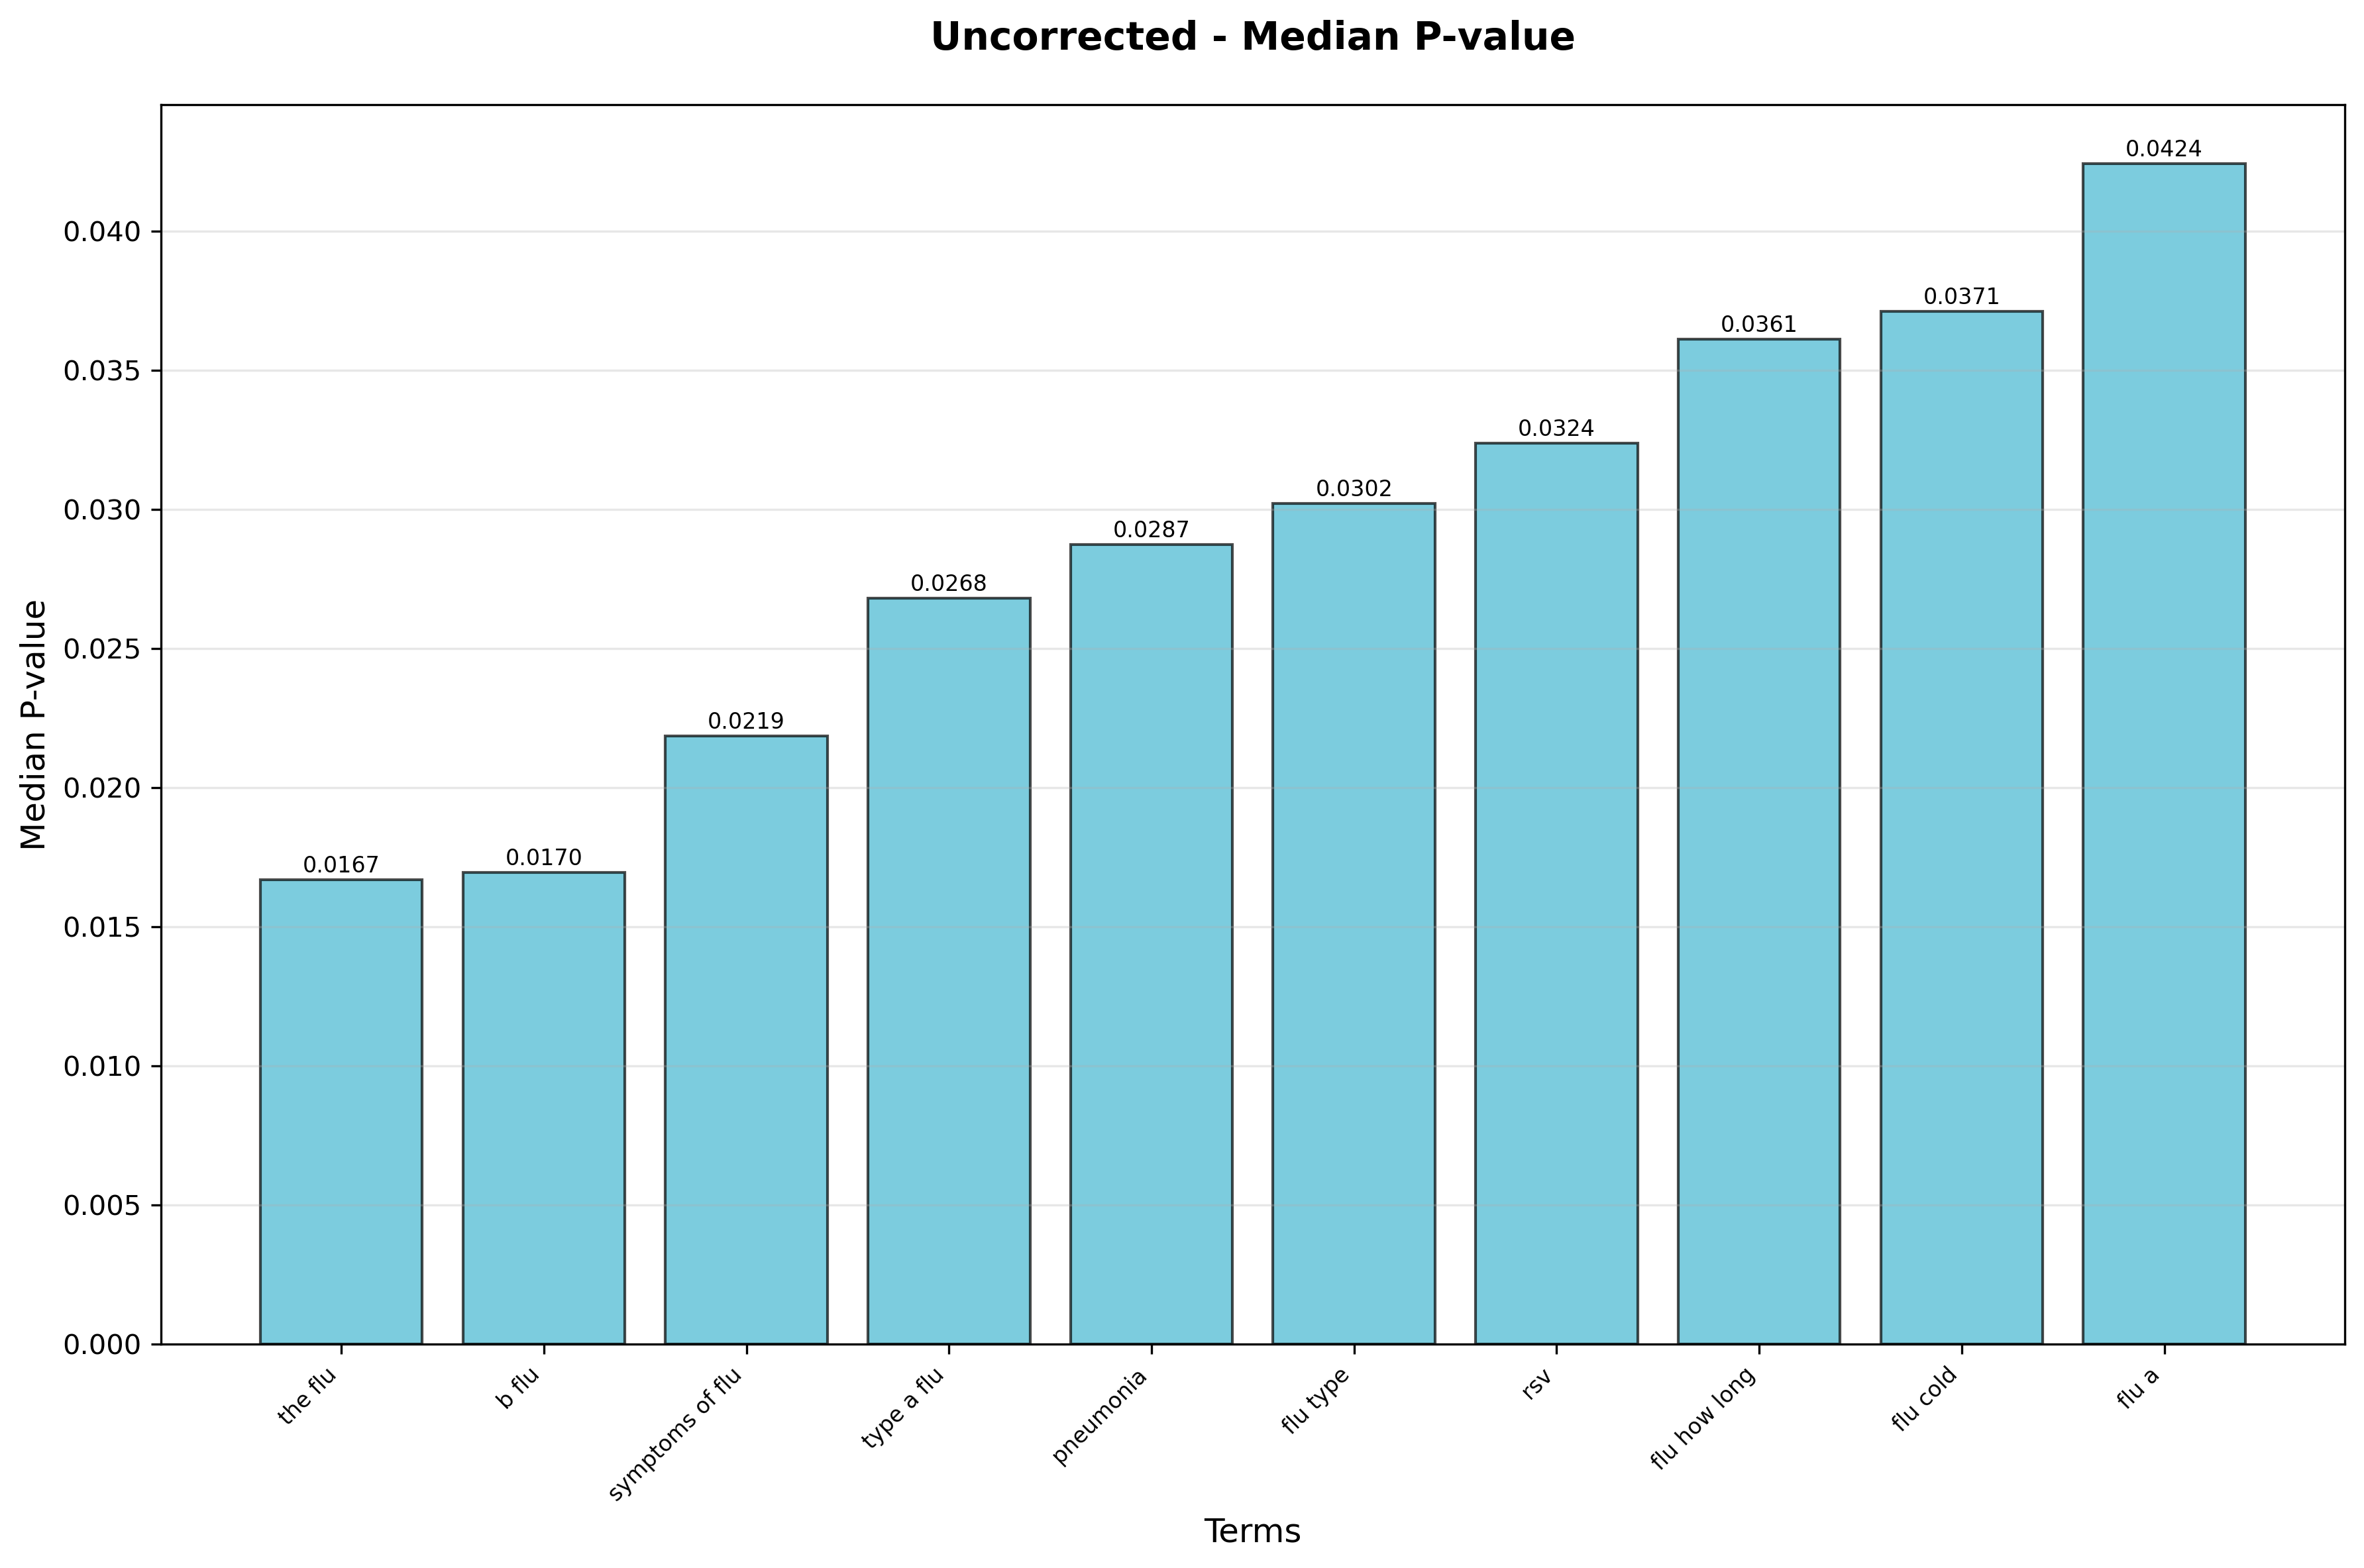 Uncorrected - Median P-value
Median P-value
0.040
0.035
0.030
0.025
0.020
0.015
0.010
0.005
0.000
0.0167
0.0170
0.0219
0.0268
0.0287
0.0302
0.0324
0.0361
0.0371
0.0424
the flu
b flu
symptoms of flu
type a flu
pneumonia
flu type
rsv
flu how long
flu cold
flu a
Terms